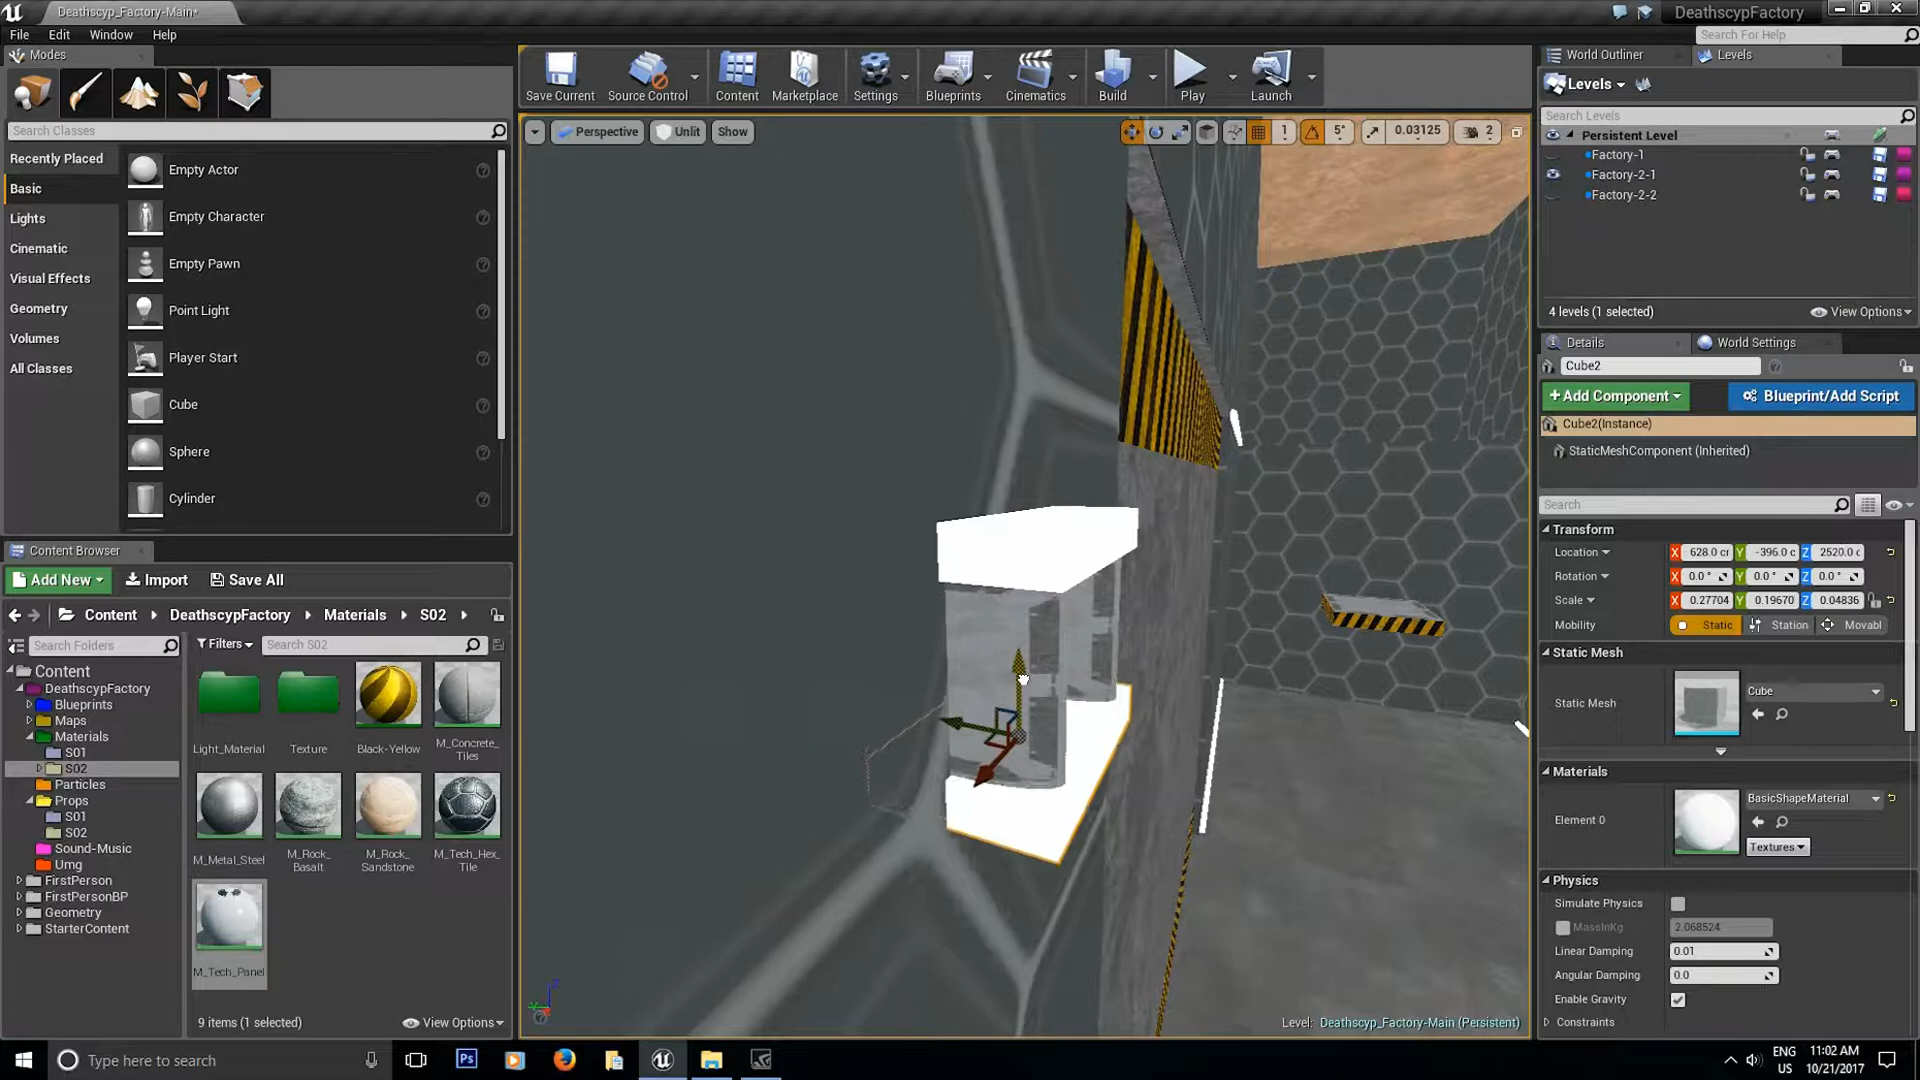 Deathscyp_Factory-Main*
DeathscypFactory
File Edit Window Help
Search For Help
Modes
Search Classes
Recently Placed
Basic
Lights
Cinematic
Visual Effects
Geometry
Volumes
All Classes
Empty Actor
Empty Character
Empty Pawn
Point Light
Player Start
Cube
Sphere
Cylinder
Save Current
Source Control
Content
Marketplace
Settings
Blueprints
Cinematics
Build
Play
Launch
Perspective
Unlit
Show
1
5°
0.03125
2
Level: Deathscyp_Factory-Main (Persistent)
Content Browser
Add New
Import
Save All
Content
DeathscypFactory
Materials
S02
Search Folders
Filters
Search S02
Content
DeathscypFactory
Blueprints
Maps
Materials
S01
S02
Particles
Props
S01
S02
Sound-Music
Umg
FirstPerson
FirstPersonBP
Geometry
StarterContent
Light_Material
Texture
Black-Yellow
M_Concrete_
Tiles
M_Metal_Steel
M_Rock_
Basalt
M_Rock_
Sandstone
M_Tech_Hex_
Tile
M_Tech_Panel
9 items (1 selected)
View Options
World Outliner
Levels
Levels
Search Levels
Persistent Level
Factory-1
Factory-2-1
Factory-2-2
4 levels (1 selected)
View Options
Details
World Settings
Cube2
+Add Component
Blueprint/Add Script
Cube2(Instance)
StaticMeshComponent (Inherited)
Search
Transform
Location X 628.0 cr Y -396.0 c Z 2520.0 c
Rotation X 0.0 ° Y 0.0 ° Z 0.0 °
Scale X 0.27704 Y 0.19670 Z 0.04836
Mobility Static Station Movabl
Static Mesh
Static Mesh
Cube
Materials
Element 0
BasicShapeMaterial
Textures
Physics
Simulate Physics
MassInKg 2.068524
Linear Damping 0.01
Angular Damping 0.0
Enable Gravity
Constraints
Type here to search
Ps
ENG
US
11:02 AM
10/21/2017